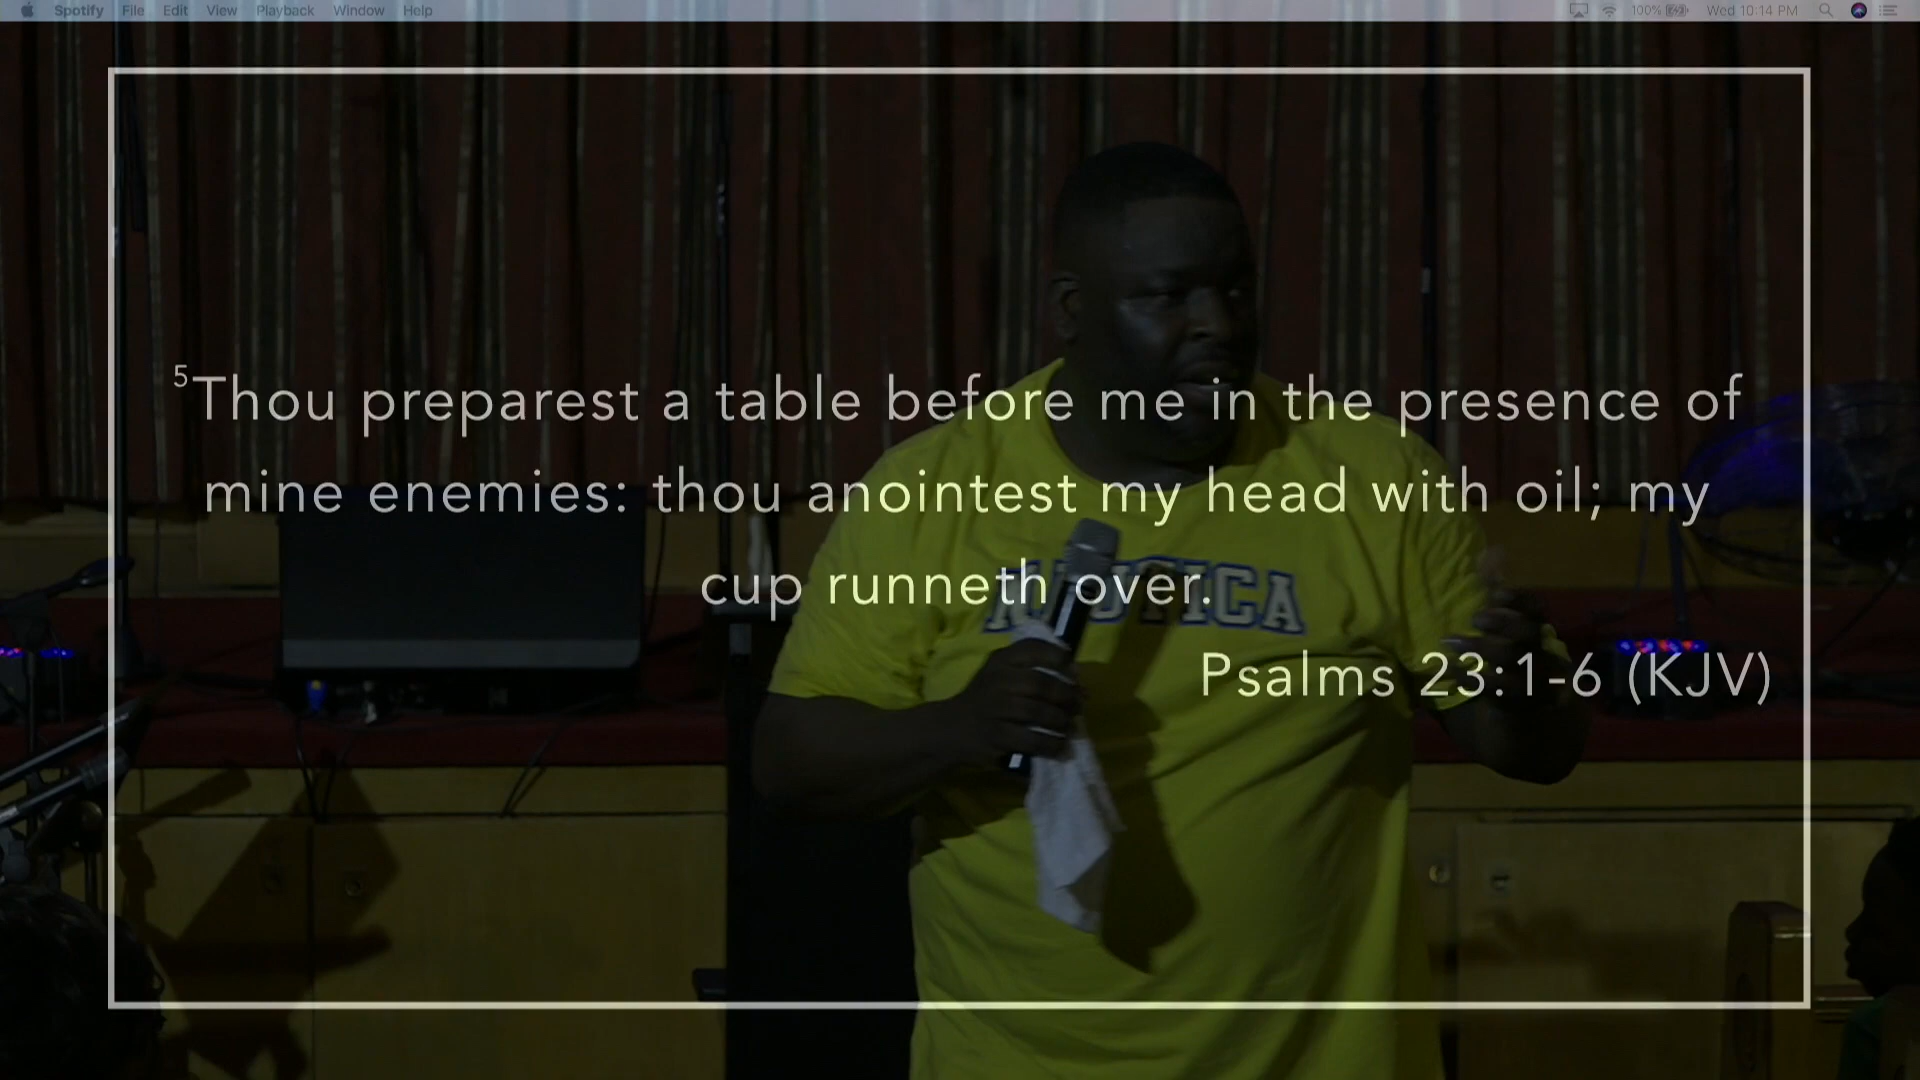 Spotify File Edit View Playback Window Help 100% Wed 10:14 PM
5Thou preparest a table before me in the presence of
mine enemies: thou anointest my head with oil; my
cup runneth over.
NAUTICA
Psalms 23:1-6 (KJV)